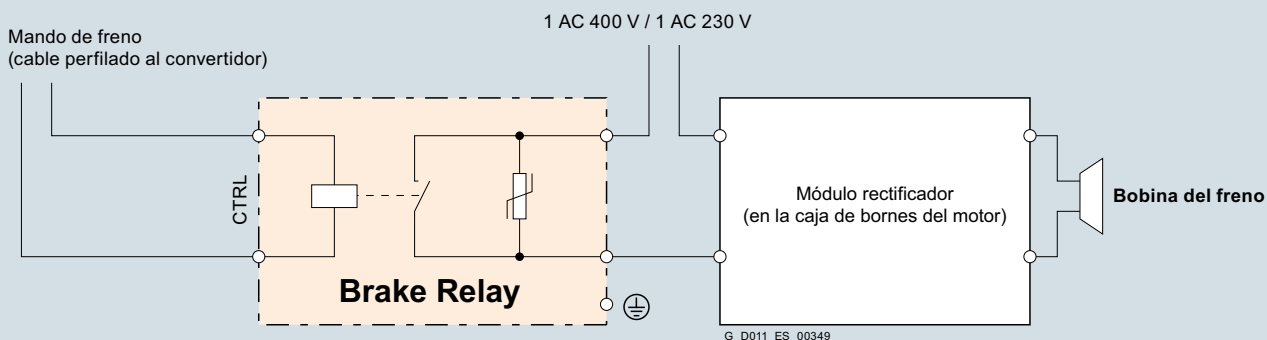 1 AC 400 V / 1 AC 230 V
Mando de freno
(cable perfilado al convertidor)
CTRL
Brake Relay
Módulo rectificador
(en la caja de bornes del motor)
Bobina del freno
G_D011_ES_00349